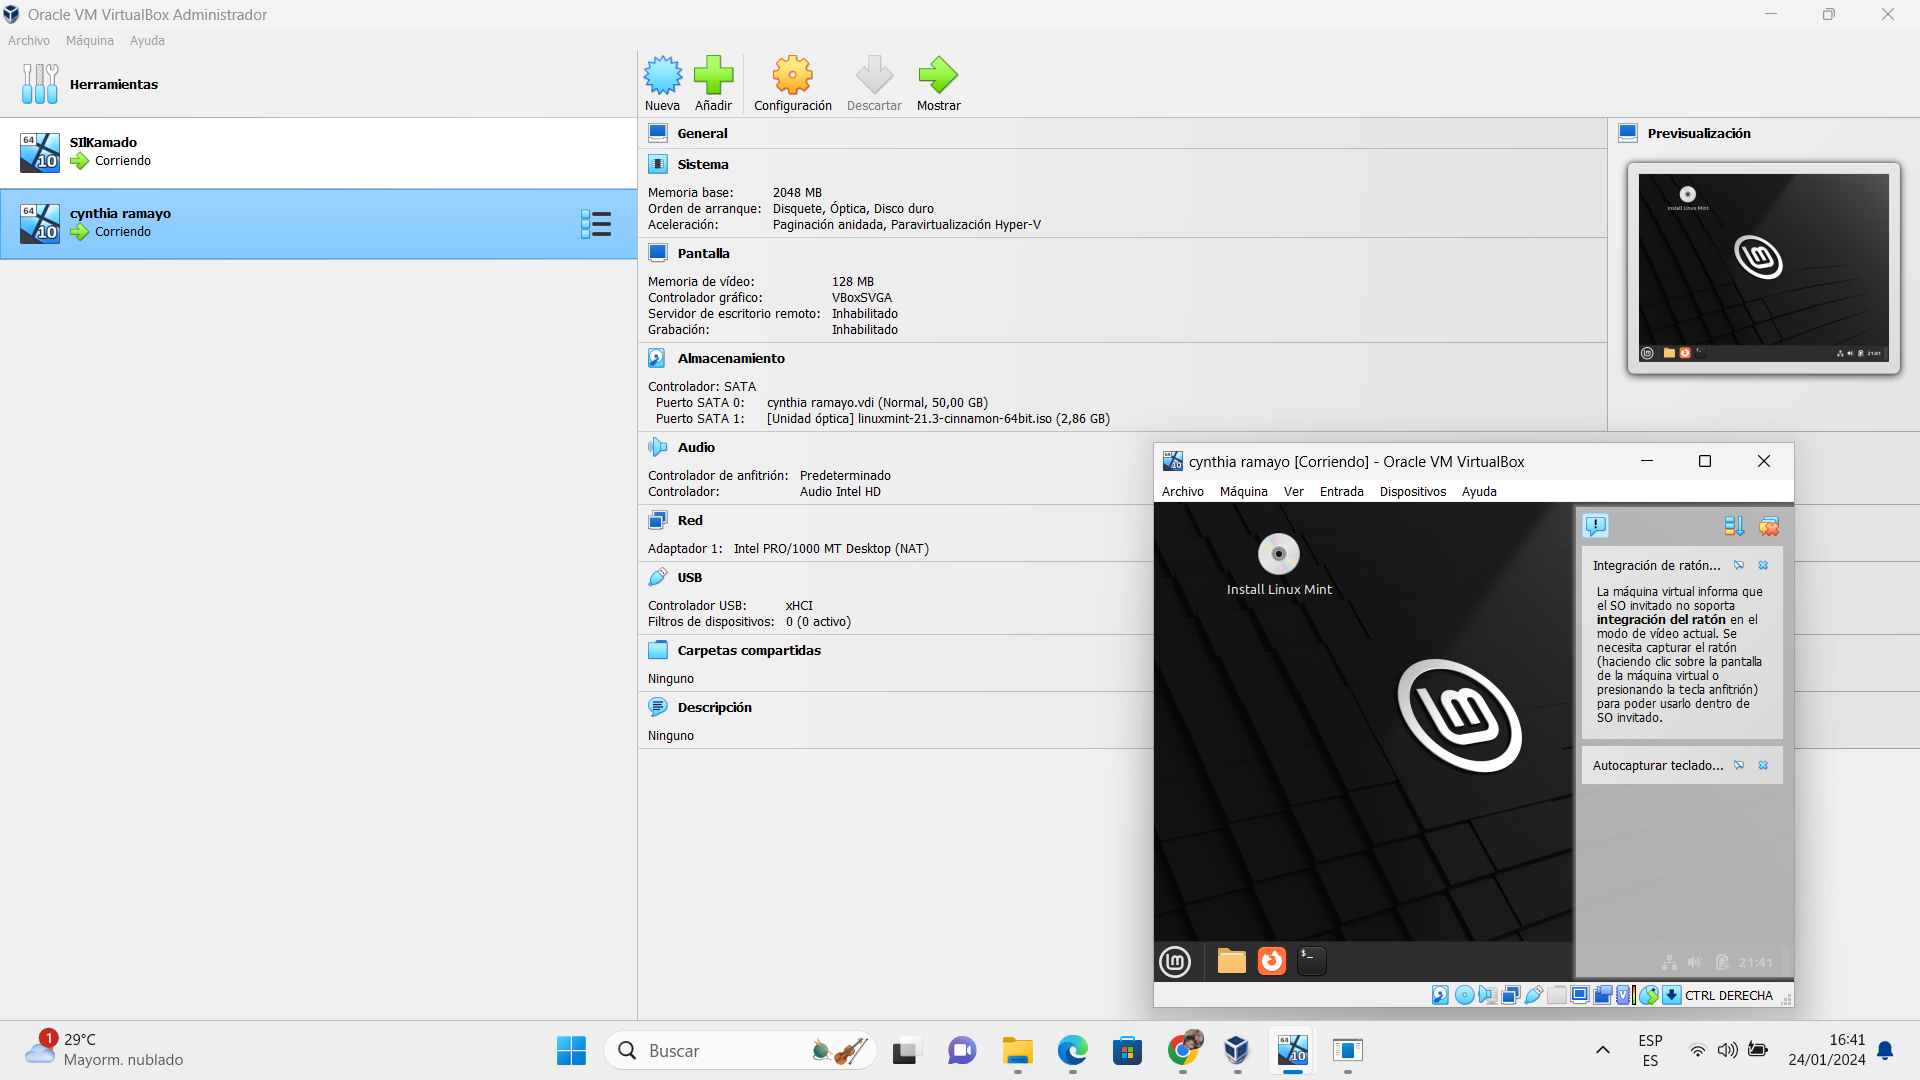 Oracle VM VirtualBox Administrador
Archivo Máquina Ayuda
Herramientas
Nueva Añadir Configuración Descartar Mostrar
64
10
SIlKamado
Corriendo
64
10
cynthia ramayo
Corriendo
General
Sistema
Memoria base: 2048 MB
Orden de arranque: Disquete, Óptica, Disco duro
Aceleración: Paginación anidada, Paravirtualización Hyper-V
Pantalla
Memoria de vídeo: 128 MB
Controlador gráfico: VBoxSVGA
Servidor de escritorio remoto: Inhabilitado
Grabación: Inhabilitado
Almacenamiento
Controlador: SATA
Puerto SATA 0: cynthia ramayo.vdi (Normal, 50,00 GB)
Puerto SATA 1: [Unidad óptica] linuxmint-21.3-cinnamon-64bit.iso (2,86 GB)
Audio
Controlador de anfitrión: Predeterminado
Controlador: Audio Intel HD
Red
Adaptador 1: Intel PRO/1000 MT Desktop (NAT)
USB
Controlador USB: xHCI
Filtros de dispositivos: 0 (0 activo)
Carpetas compartidas
Ninguno
Descripción
Ninguno
Previsualización
Install Linux Mint
21:41
cynthia ramayo [Corriendo] - Oracle VM VirtualBox
Archivo Máquina Ver Entrada Dispositivos Ayuda
Install Linux Mint
Integración de ratón...
La máquina virtual informa que
el SO invitado no soporta
integración del ratón en el
modo de vídeo actual. Se
necesita capturar el ratón
(haciendo clic sobre la pantalla
de la máquina virtual o
presionando la tecla anfitrión)
para poder usarlo dentro de
SO invitado.
Autocapturar teclado...
$_
21:41
CTRL DERECHA
1
29°C
Mayorm. nublado
Buscar
64
10
ESP
ES
16:41
24/01/2024